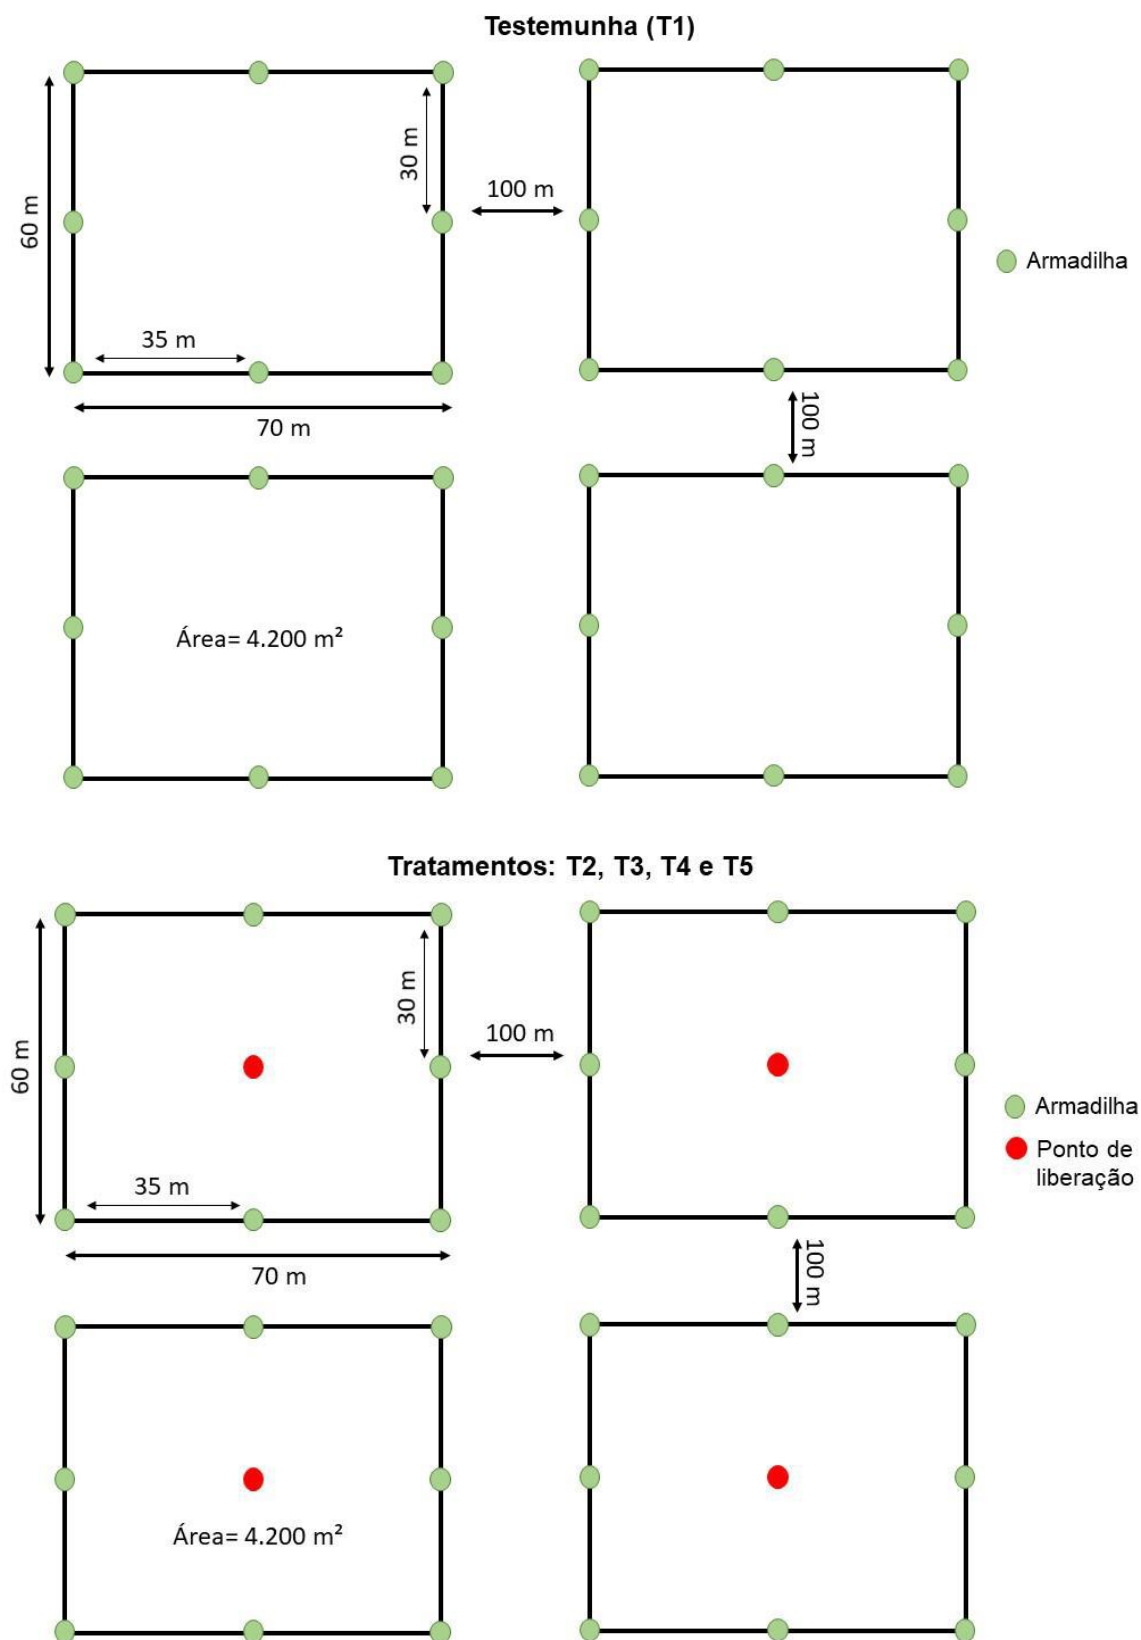 Testemunha (T1)
60 m
30 m
100 m
Armadilha
35 m
70 m
100 m
Área= 4.200 m²
Tratamentos: T2, T3, T4 e T5
60 m
30 m
100 m
Armadilha
Ponto de
liberação
35 m
70 m
100 m
Área= 4.200 m²